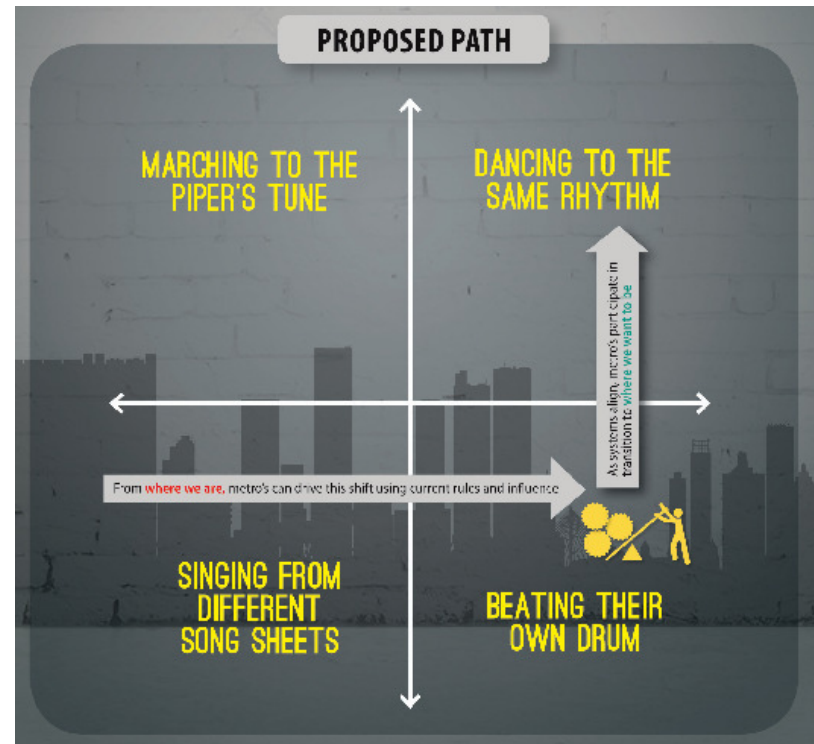 PROPOSED PATH
MARCHING TO THE
PIPER'S TUNE
DANCING TO THE
SAME RHYTHM
As systems align, metro's participate in
transition to where we want to be
From where we are, metro's can drive this shift using current rules and influence
SINGING FROM
DIFFERENT
SONG SHEETS
BEATING THEIR
OWN DRUM